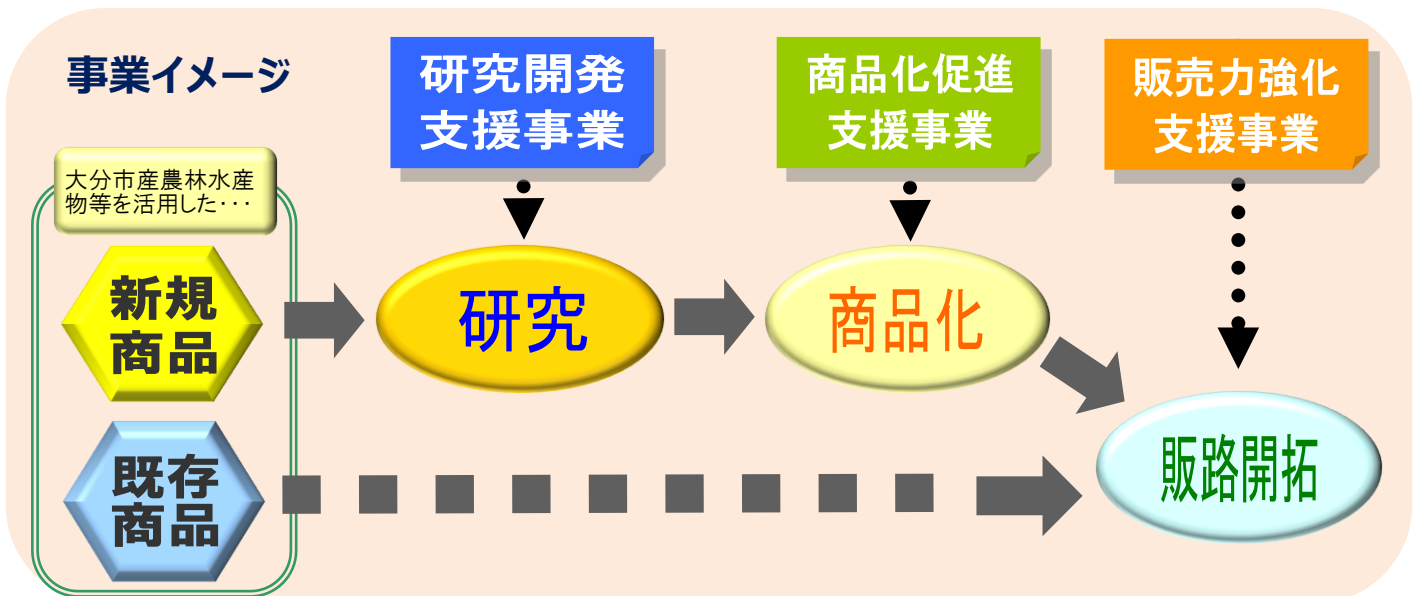 事業イメージ
研究開発
支援事業
商品化促進
支援事業
販売力強化
支援事業
大分市産農林水産
物等を活用した・・・
新規
商品
研究
商品化
販路開拓
既存
商品